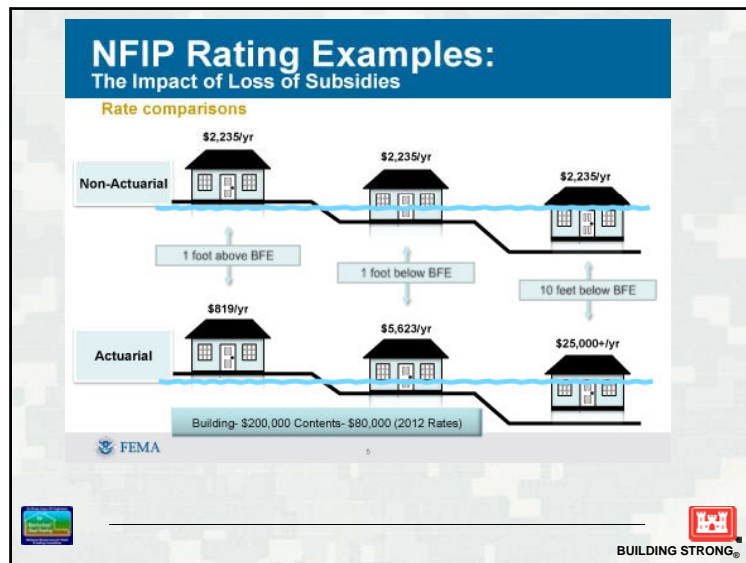 NFIP Rating Examples:
The Impact of Loss of Subsidies
Rate comparisons
$2,235/yr
$2,235/yr
$2,235/yr
Non-Actuarial
1 foot above BFE
1 foot below BFE
10 feet below BFE
$819/yr
$5,623/yr
$25,000+/yr
Actuarial
Building- $200,000 Contents- $80,000 (2012 Rates)
FEMA
5
BUILDING STRONG®